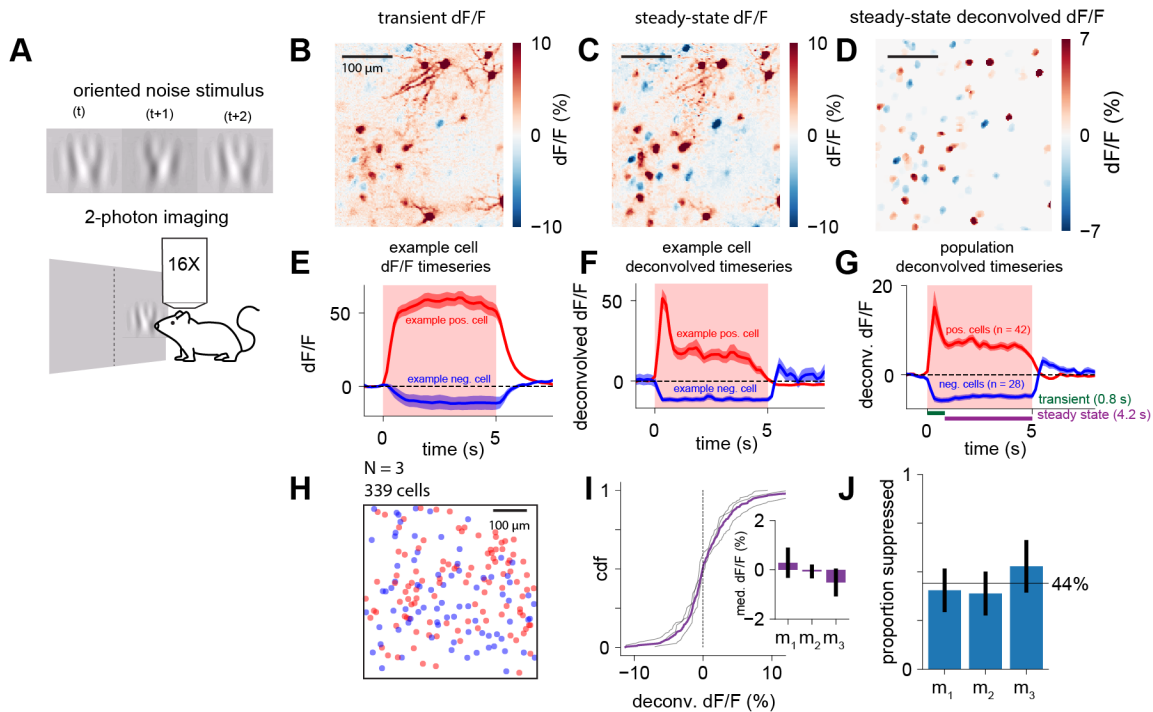 A
oriented noise stimulus
(t)
(t+1)
(t+2)
2-photon imaging
16X
B
transient dF/F
100 µm
10
0
−10
dF/F (%)
C
steady-state dF/F
10
0
−10
dF/F (%)
D
steady-state deconvolved dF/F
7
0
−7
dF/F (%)
E
example cell
dF/F timeseries
dF/F
50
0
example pos. cell
example neg. cell
0
5
time (s)
F
example cell
deconvolved timeseries
deconvolved dF/F
50
0
example pos. cell
example neg. cell
0
5
time (s)
G
population
deconvolved timeseries
deconv. dF/F
20
0
pos. cells (n = 42)
neg. cells (n = 28)
transient (0.8 s)
steady state (4.2 s)
0
5
time (s)
H
N = 3
339 cells
100 µm
I
cdf
1
0
−10
0
10
deconv. dF/F (%)
med. dF/F (%)
2
0
−2
m1
m2
m3
J
proportion suppressed
1
0
44%
m1
m2
m3